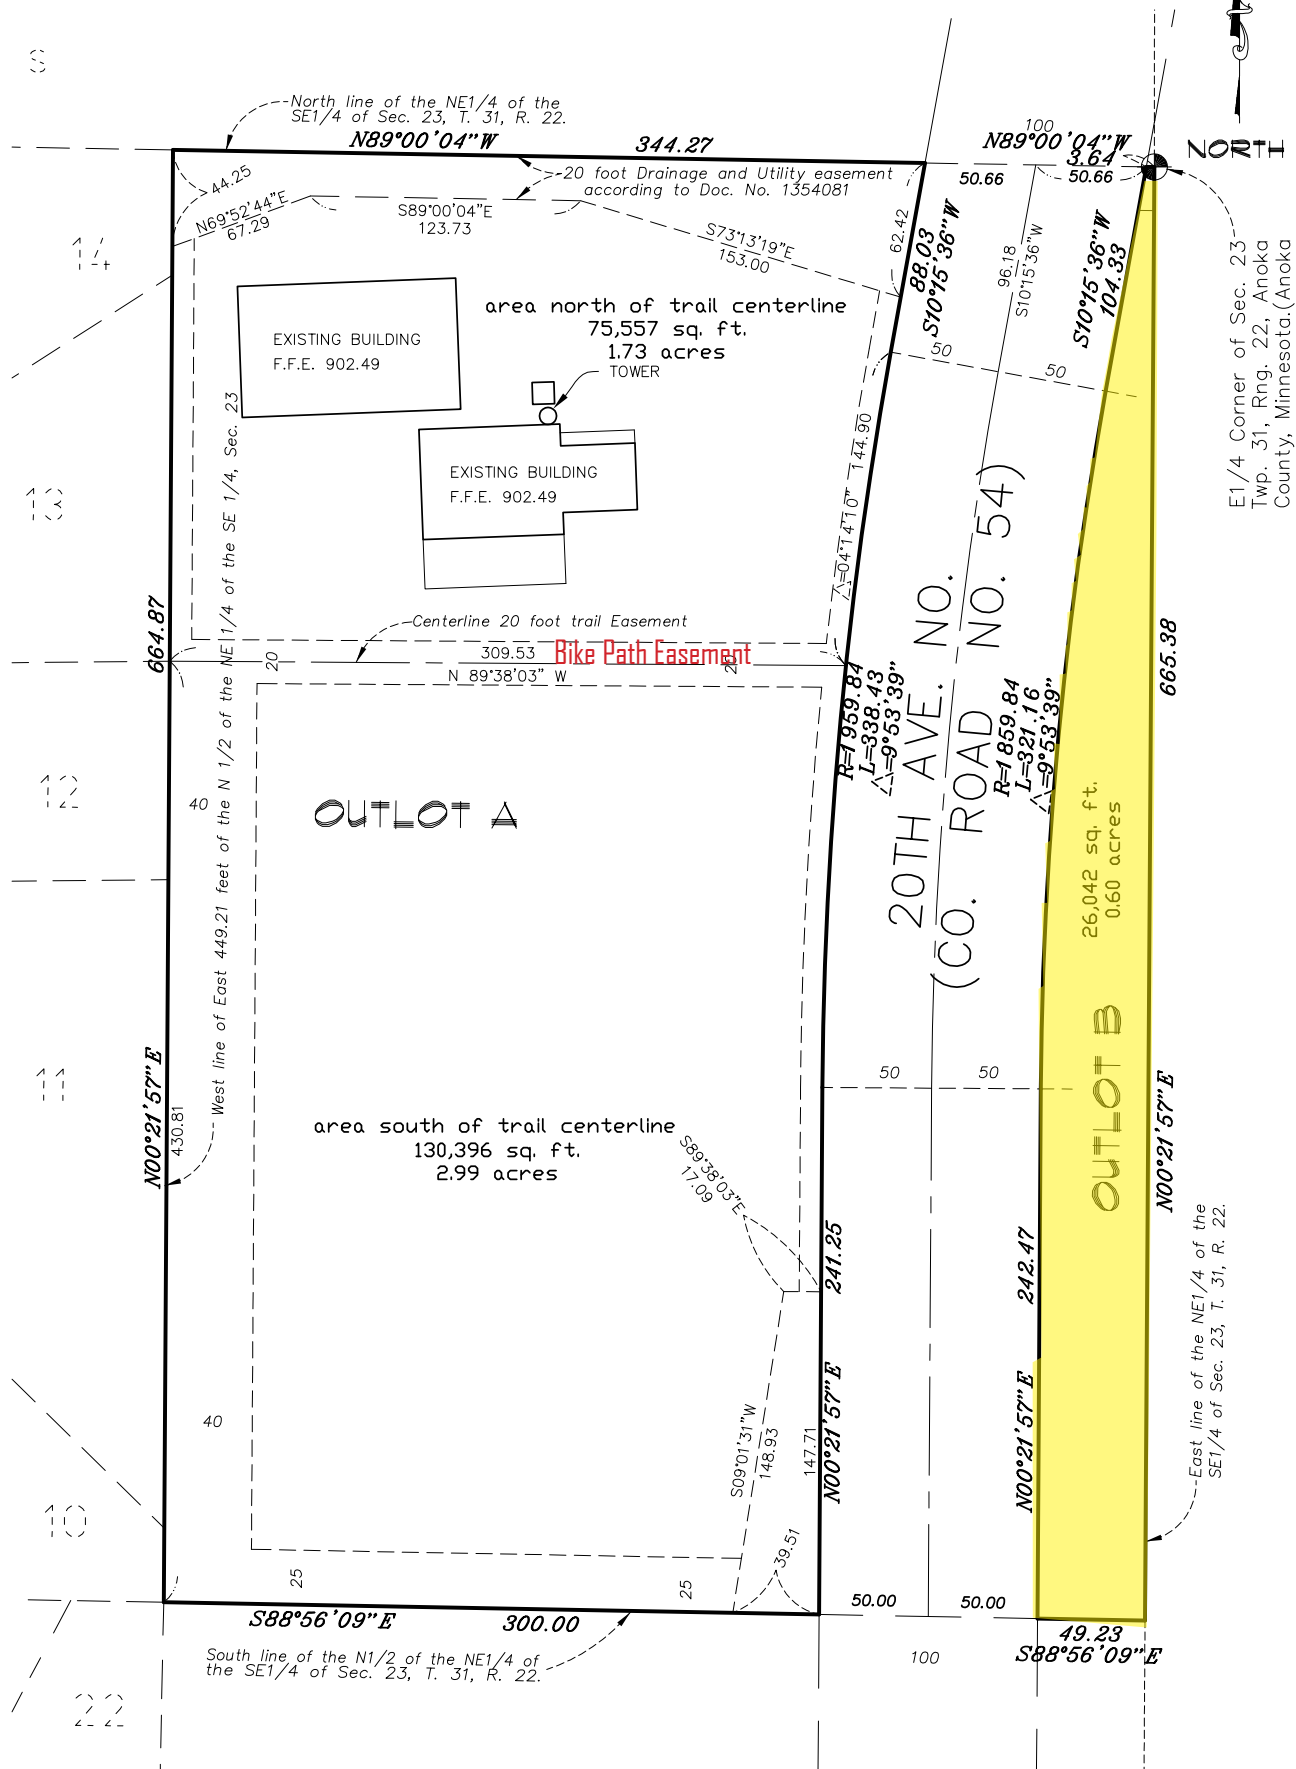 S
North line of the NE1/4 of the
SE1/4 of Sec. 23, T. 31, R. 22.
N89°00'04"W
344.27
100
N89°00'04"W
3.64
50.66
50.66
NORTH
E1/4 Corner of Sec. 23
Twp. 31, Rng. 22, Anoka
County, Minnesota.(Anoka
44.25
20 foot Drainage and Utility easement
according to Doc. No. 1354081
N69°52'44"E
67.29
S89°00'04"E
123.73
S73°13'19"E
153.00
62.42
88.03
S10°15'36"W
96.18
S10°15'36"W
S10°15'36"W
104.33
14
area north of trail centerline
75,557 sq. ft.
1.73 acres
EXISTING BUILDING
F.F.E. 902.49
TOWER
50
50
EXISTING BUILDING
F.F.E. 902.49
13
West line of East 449.21 feet of the N 1/2 of the NE1/4 of the SE 1/4, Sec. 23
△=04°14'10"
144.90
664.87
Centerline 20 foot trail Easement
309.53
Bike Path Easement
N 89°38'03" W
20
20
R=1959.84
L=338.43
△=9°53'39"
20TH AVE. NO.
(CO. ROAD NO. 54)
R=1859.84
L=321.16
△=9°53'39"
665.38
12
40
OUTLOT A
26,042 sq. ft.
0.60 acres
OUTLOT B
11
N00°21'57"E
430.81
50
50
N00°21'57"E
area south of trail centerline
130,396 sq. ft.
2.99 acres
S89°38'03"E
17.09
241.25
242.47
East line of the NE1/4 of the
SE1/4 of Sec. 23, T. 31, R. 22.
40
S09°01'31"W
148.93
147.71
N00°21'57"E
N00°21'57"E
10
25
25
39.51
50.00
50.00
S88°56'09"E
300.00
49.23
S88°56'09"E
South line of the N1/2 of the NE1/4 of
the SE1/4 of Sec. 23, T. 31, R. 22.
100
22